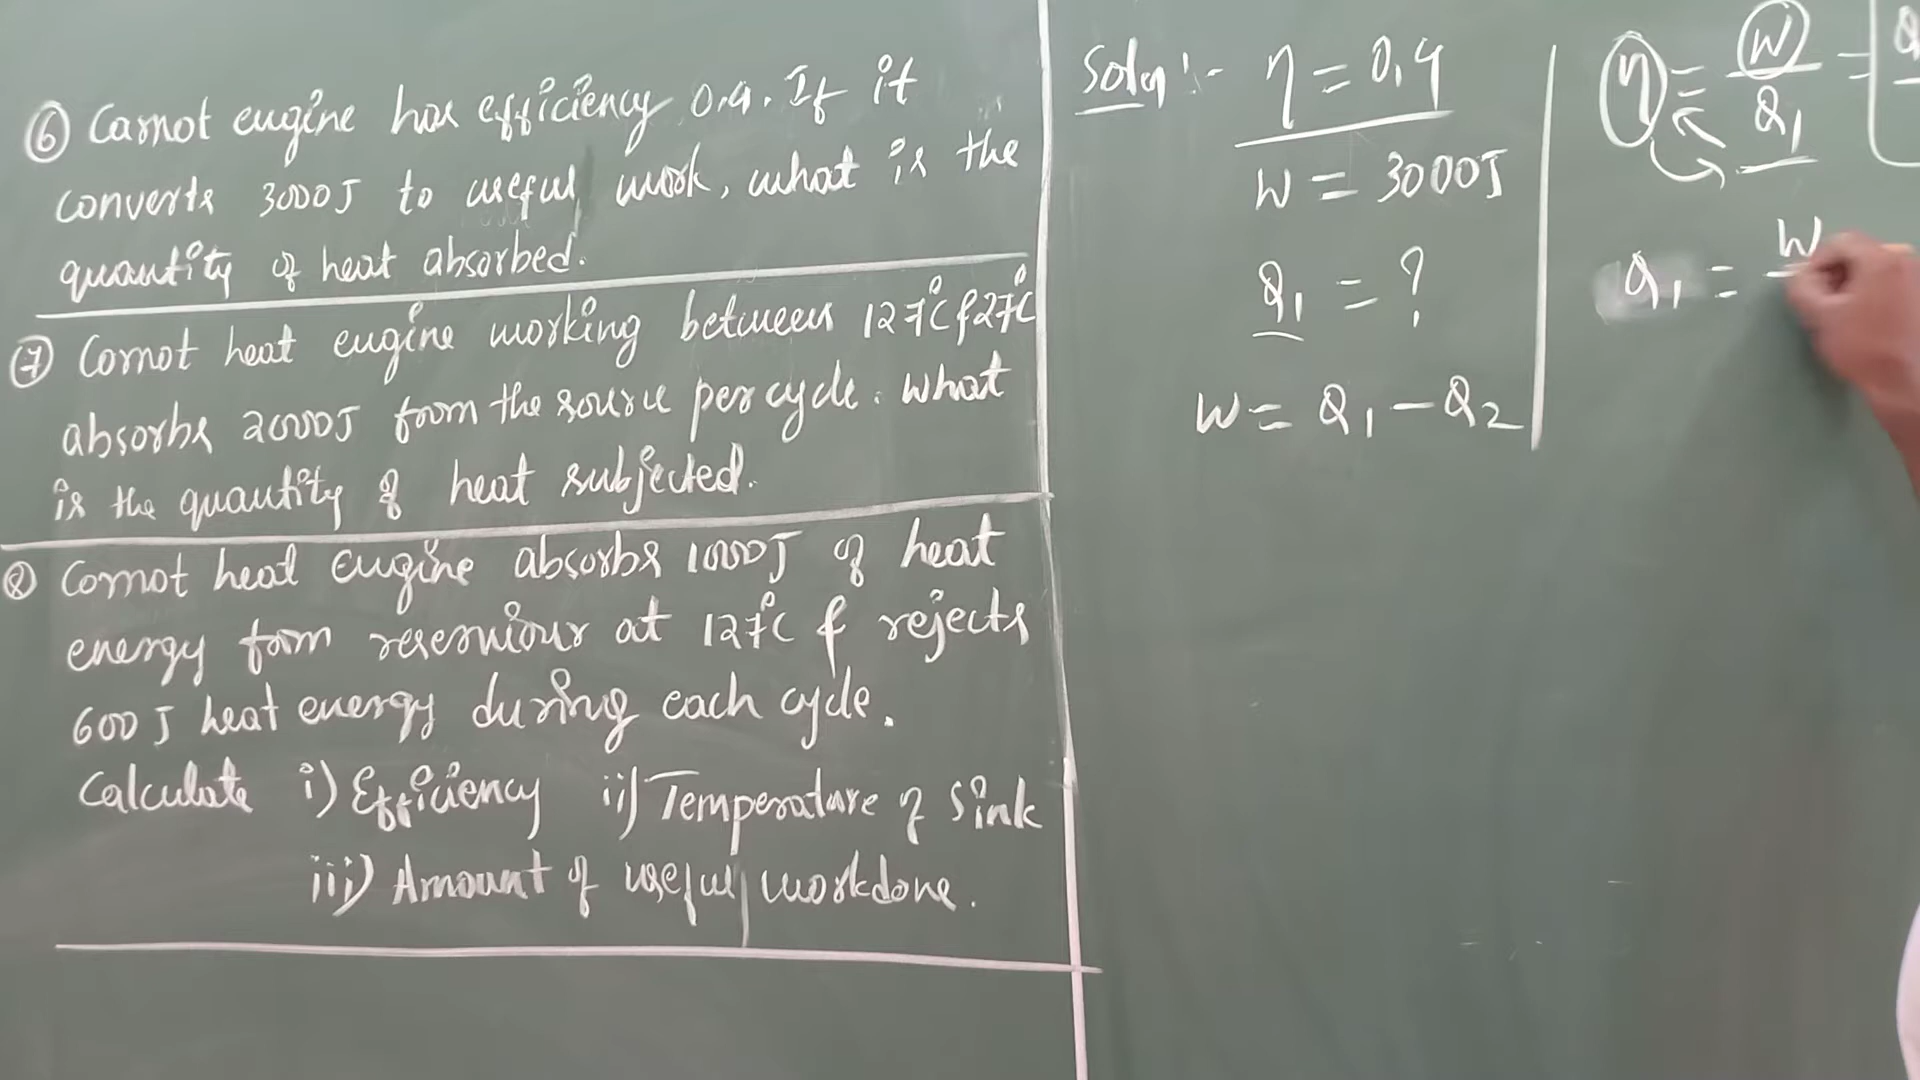 ⑥ Carnot engine has efficiency 0.4. If it
converts 3000J to useful work, what is the
quantity of heat absorbed.
⑦ Carnot heat engine working between 127°C & 27°C
absorbs 2000J from the source per cycle. What
is the quantity of heat subjected.
⑧ Carnot heat engine absorbs 1000J of heat
energy from reserviour at 127°C & rejects
600J heat energy during each cycle.
Calculate i) Efficiency ii) Temperature of Sink
iii) Amount of useful workdone.
Soln :- η = 0.4
W = 3000J
Q₁ = ?
W = Q₁ - Q₂
η = W/Q₁ =
Q₁ = W